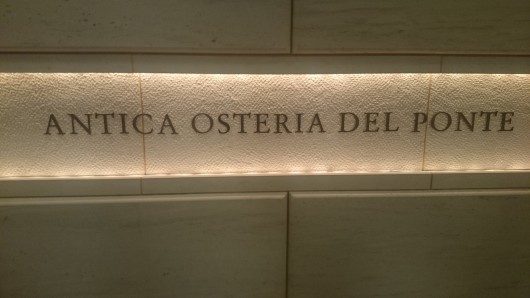 ANTICA OSTERIA DEL PONTE